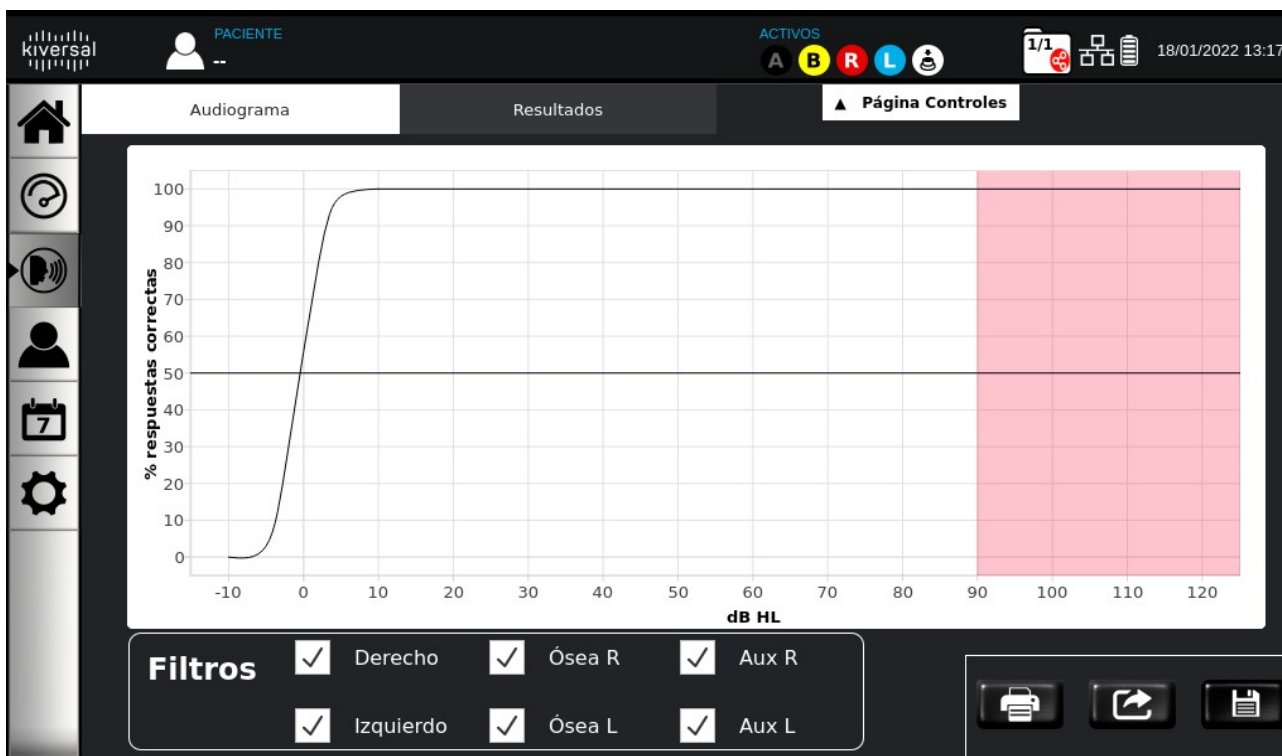 kiversal
PACIENTE
--
ACTIVOS
A B R L
1/1
18/01/2022 13:17
Audiograma
Resultados
▲ Página Controles
100
90
80
70
60
50
40
30
20
10
0
% respuestas correctas
-10 0 10 20 30 40 50 60 70 80 90 100 110 120
dB HL
7
Filtros
Derecho Ósea R Aux R
Izquierdo Ósea L Aux L